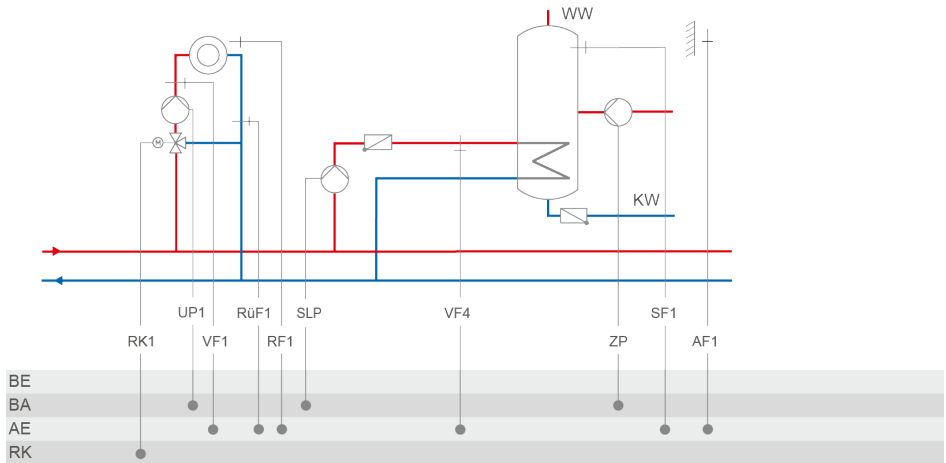 WW
M
KW
UP1 RüF1 SLP VF4 SF1
RK1 VF1 RF1 ZP AF1
BE
BA
AE
RK